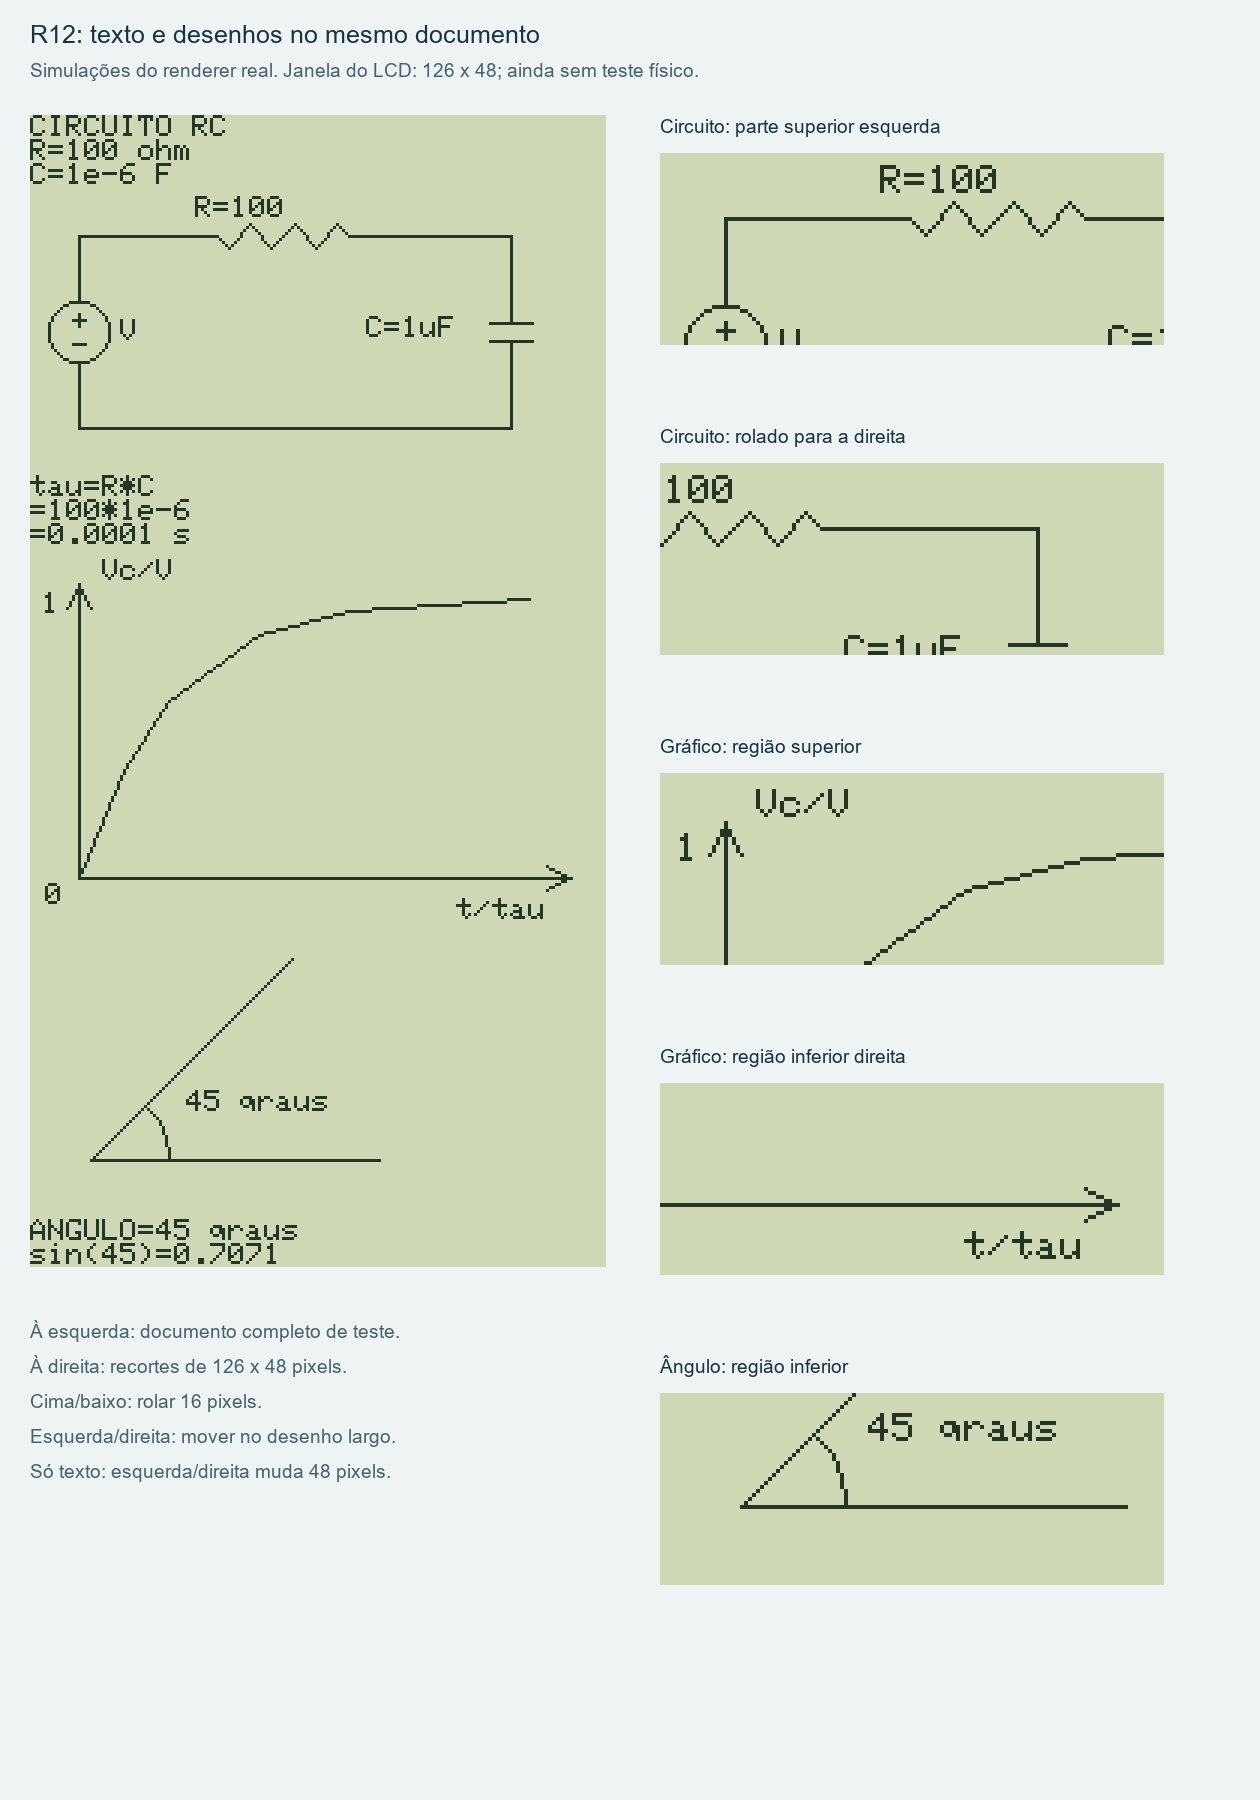 R12: texto e desenhos no mesmo documento
Simulações do renderer real. Janela do LCD: 126 x 48; ainda sem teste físico.
CIRCUITO RC
R=100 ohm
C=1e-6 F
R=100
V
C=1uF
tau=R*C
=100*1e-6
=0.0001 s
Vc/V
1
0
t/tau
45 graus
ANGULO=45 graus
sin(45)=0.7071
À esquerda: documento completo de teste.
À direita: recortes de 126 x 48 pixels.
Cima/baixo: rolar 16 pixels.
Esquerda/direita: mover no desenho largo.
Só texto: esquerda/direita muda 48 pixels.
Circuito: parte superior esquerda
R=100
V
C=1
Circuito: rolado para a direita
100
C=1uF
Gráfico: região superior
Vc/V
1
Gráfico: região inferior direita
t/tau
Ângulo: região inferior
45 graus